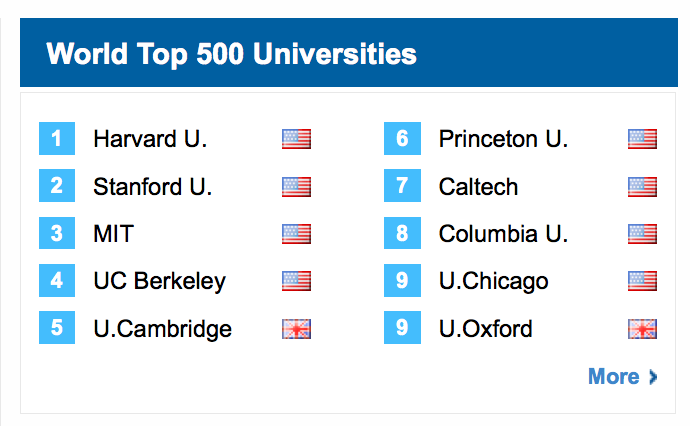 World Top 500 Universities
1 Harvard U.
2 Stanford U.
3 MIT
4 UC Berkeley
5 U.Cambridge
6 Princeton U.
7 Caltech
8 Columbia U.
9 U.Chicago
9 U.Oxford
More